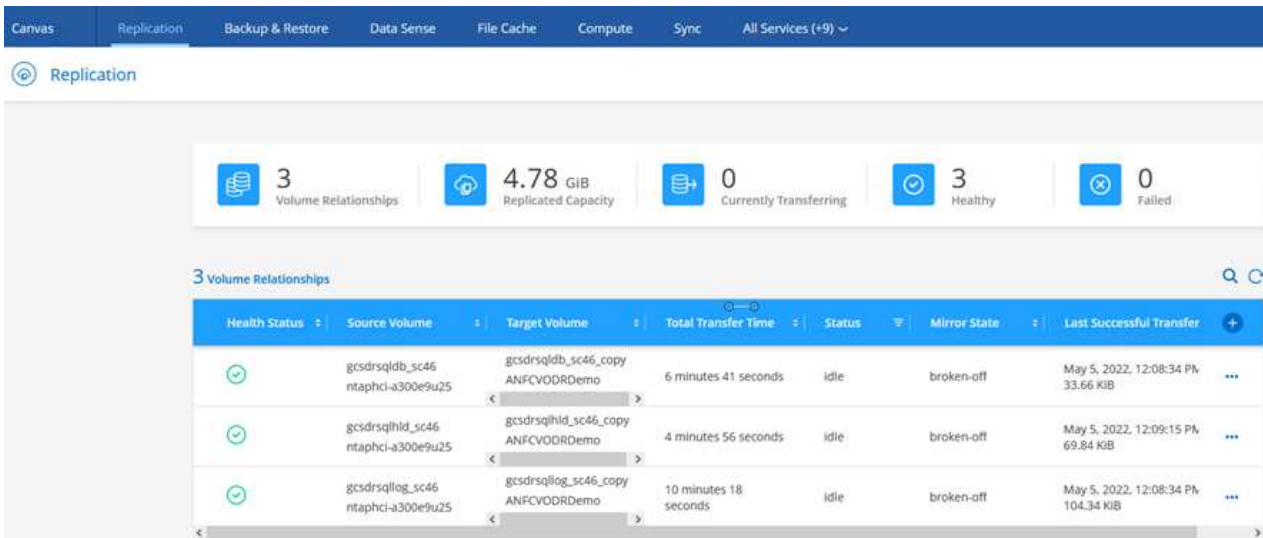 Canvas Replication Backup & Restore Data Sense File Cache Compute Sync All Services (+9)
Replication
3 4.78 GiB 0 3 0
Volume Relationships Replicated Capacity Currently Transferring Healthy Failed
3 Volume Relationships
Health Status Source Volume Target Volume Total Transfer Time Status Mirror State Last Successful Transfer
gcsdrsqldb_sc46 gcsdrsqldb_sc46_copy 6 minutes 41 seconds idle broken-off May 5, 2022, 12:08:34 PM
ntaphci-a300e9u25 ANFCVODRDemo 33.66 KiB
gcsdrsqlhld_sc46 gcsdrsqlhld_sc46_copy 4 minutes 56 seconds idle broken-off May 5, 2022, 12:09:15 PM
ntaphci-a300e9u25 ANFCVODRDemo 69.84 KiB
gcsdrsqllog_sc46 gcsdrsqllog_sc46_copy 10 minutes 18 idle broken-off May 5, 2022, 12:08:34 PM
ntaphci-a300e9u25 ANFCVODRDemo seconds 104.34 KiB